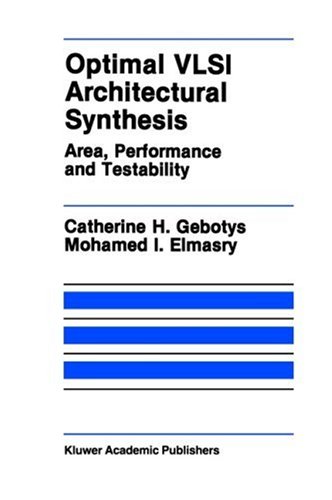 Optimal VLSI
Architectural
Synthesis
Area, Performance
and Testability
Catherine H. Gebotys
Mohamed I. Elmasry
Kluwer Academic Publishers